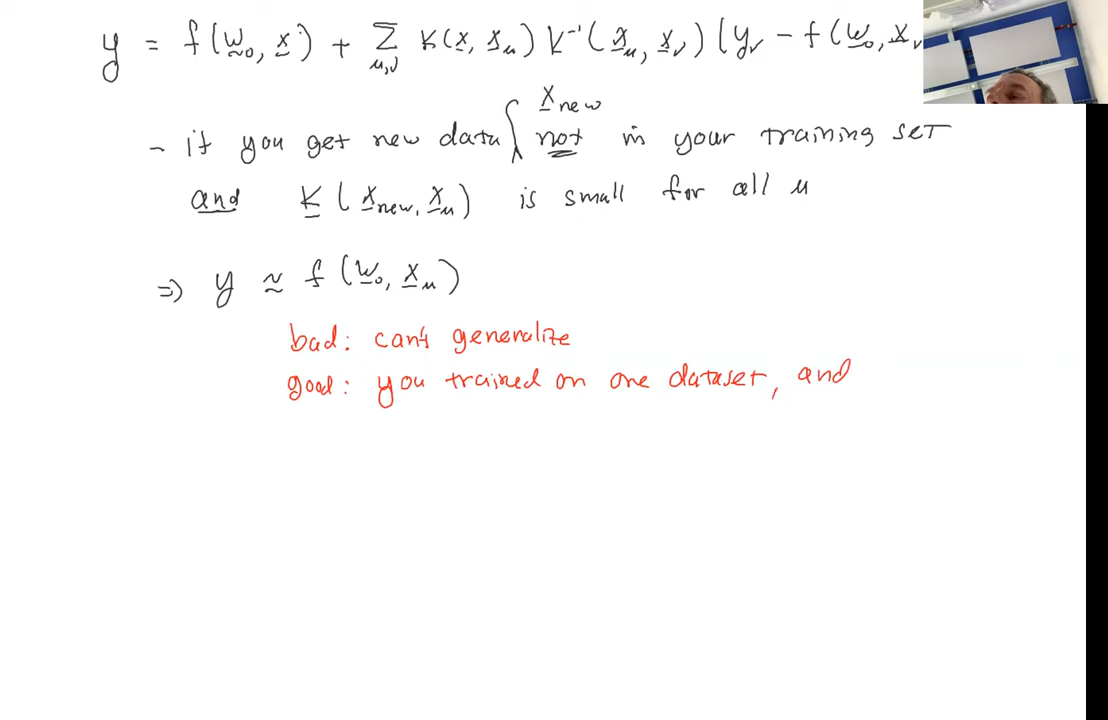 y = f(w₀, x) + Σ_{μ,ν} K(x, x_μ) K⁻¹(x_μ, x_ν) (y_ν - f(w₀, x_ν
- if you get new data x_new not in your training set
and K(x_new, x_μ) is small for all μ
⇒ y ≈ f(w₀, x_μ)
bad: can't generalize
good: you trained on one dataset, and